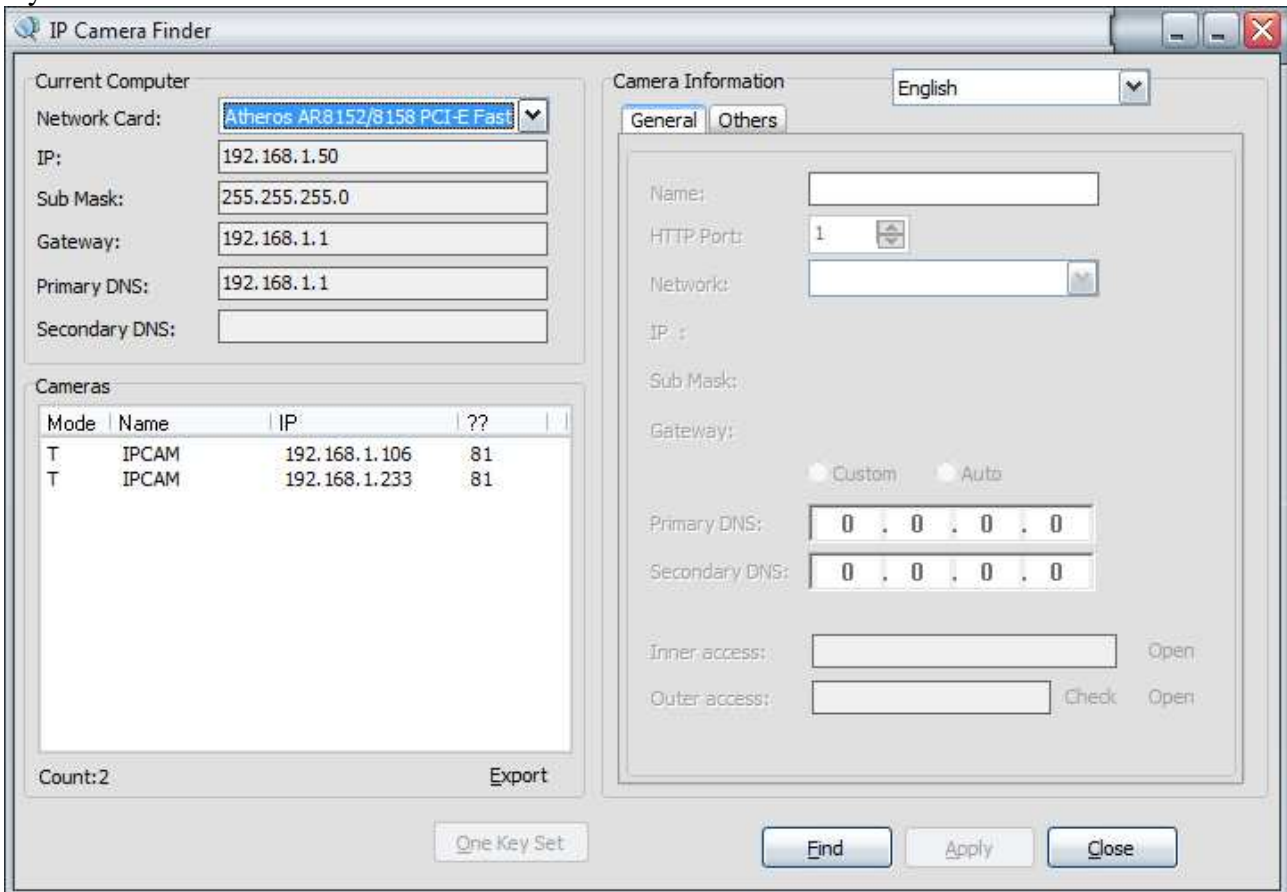 IP Camera Finder
Current Computer
Network Card: Atheros AR8152/8158 PCI-E Fast
IP: 192.168.1.50
Sub Mask: 255.255.255.0
Gateway: 192.168.1.1
Primary DNS: 192.168.1.1
Secondary DNS:
Cameras
Mode Name IP ??
T IPCAM 192.168.1.106 81
T IPCAM 192.168.1.233 81
Count:2 Export
Camera Information English
General Others
Name:
HTTP Port: 1
Network:
IP :
Sub Mask:
Gateway:
Custom Auto
Primary DNS: 0 . 0 . 0 . 0
Secondary DNS: 0 . 0 . 0 . 0
Inner access: Open
Outer access: Check Open
One Key Set Find Apply Close